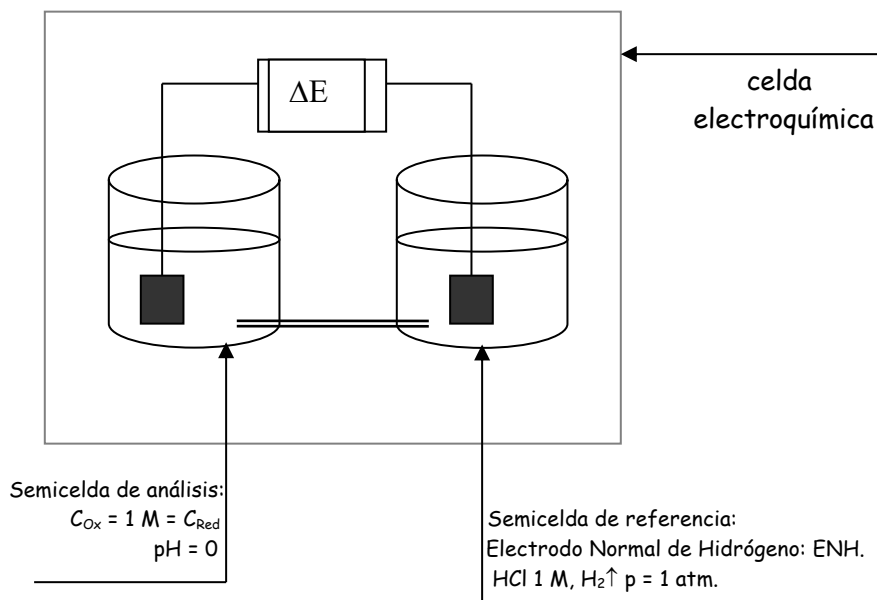 ΔE
celda
electroquímica
Semicelda de análisis:
C_Ox = 1 M = C_Red
pH = 0
Semicelda de referencia:
Electrodo Normal de Hidrógeno: ENH.
HCl 1 M, H₂↑ p = 1 atm.